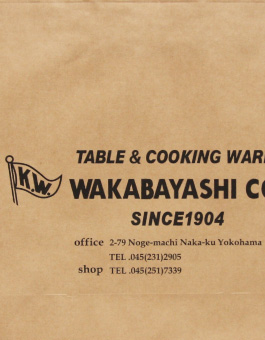 TABLE & COOKING WAR
K.W.
WAKABAYASHI CO
SINCE1904
office 2-79 Noge-machi Naka-ku Yokohama
TEL .045(231)2905
shop TEL .045(251)7339